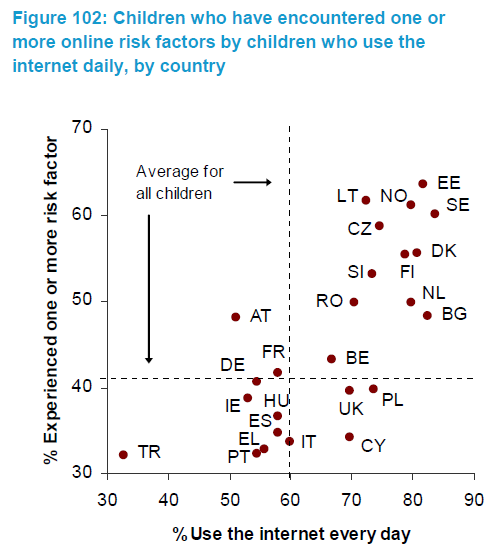 Figure 102: Children who have encountered one or
more online risk factors by children who use the
internet daily, by country
% Experienced one or more risk factor
70
60
50
40
30
Average for
all children
EE
LT
NO
SE
CZ
DK
SI
FI
NL
RO
BG
AT
FR
BE
DE
PL
IE
HU
UK
ES
EL
IT
CY
PT
TR
30
40
50
60
70
80
90
% Use the internet every day